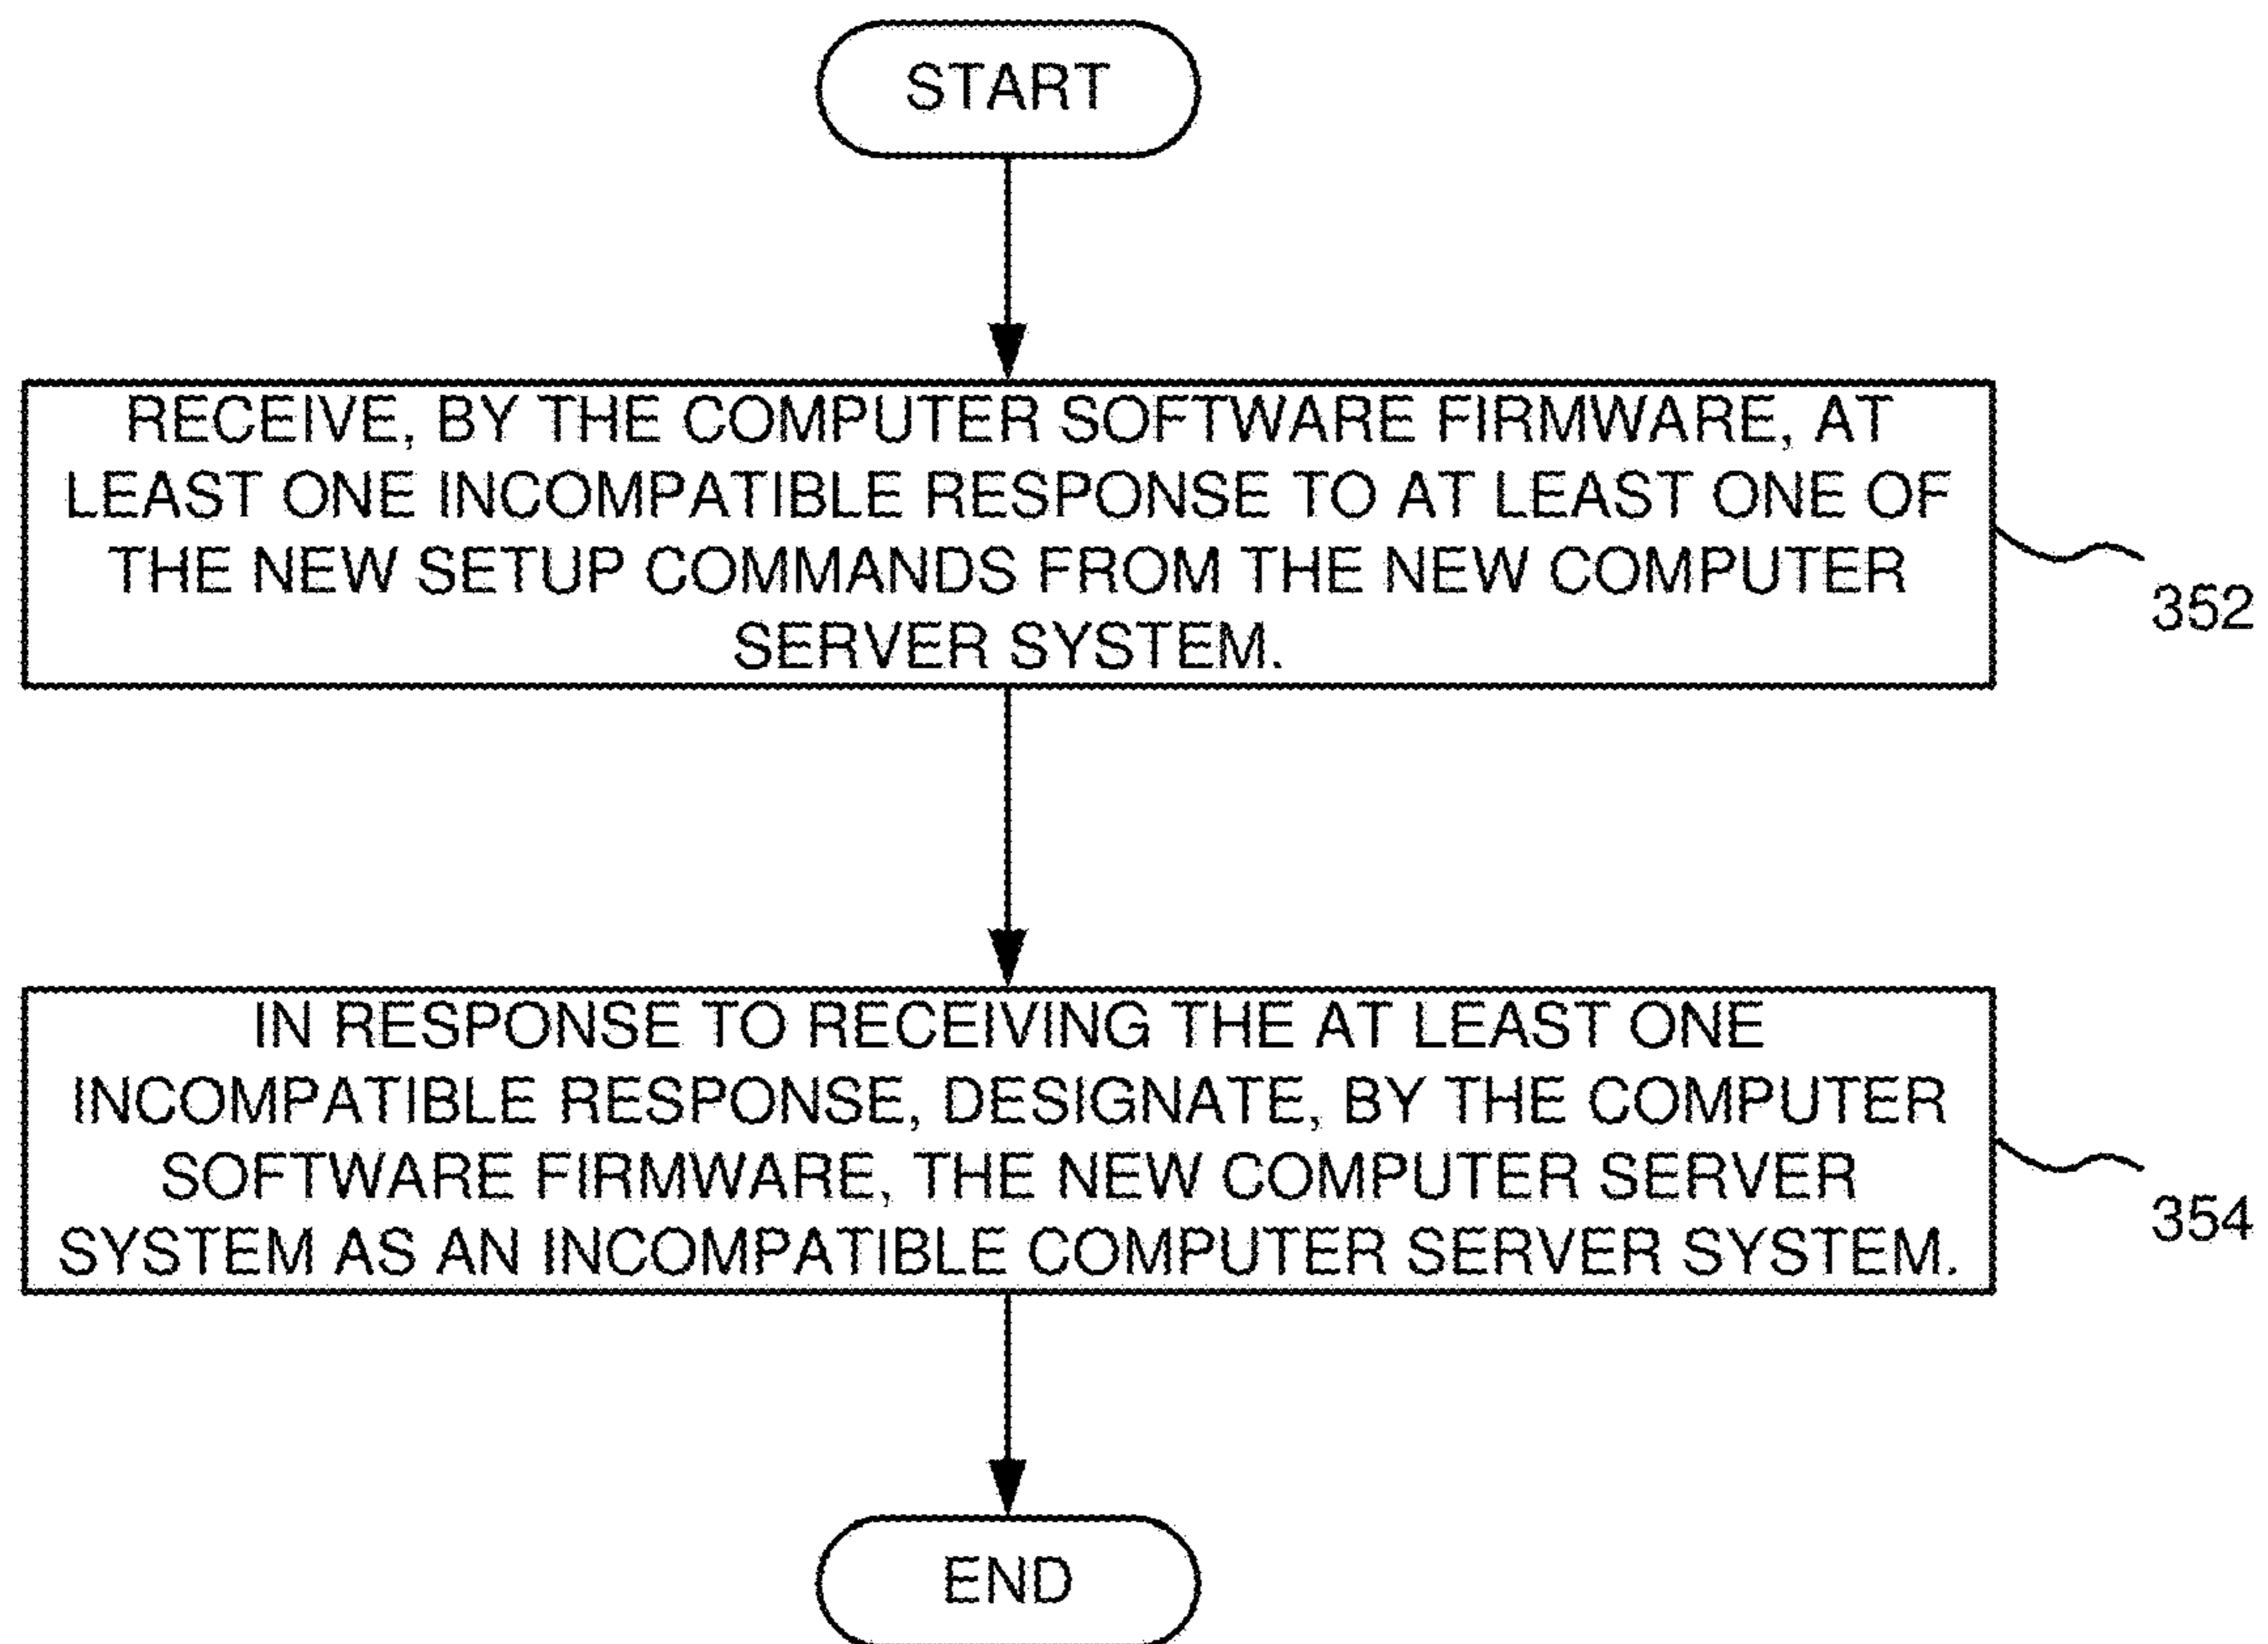 START
RECEIVE, BY THE COMPUTER SOFTWARE FIRMWARE, AT
LEAST ONE INCOMPATIBLE RESPONSE TO AT LEAST ONE OF
THE NEW SETUP COMMANDS FROM THE NEW COMPUTER
SERVER SYSTEM.
352
IN RESPONSE TO RECEIVING THE AT LEAST ONE
INCOMPATIBLE RESPONSE, DESIGNATE, BY THE COMPUTER
SOFTWARE FIRMWARE, THE NEW COMPUTER SERVER
SYSTEM AS AN INCOMPATIBLE COMPUTER SERVER SYSTEM.
354
END